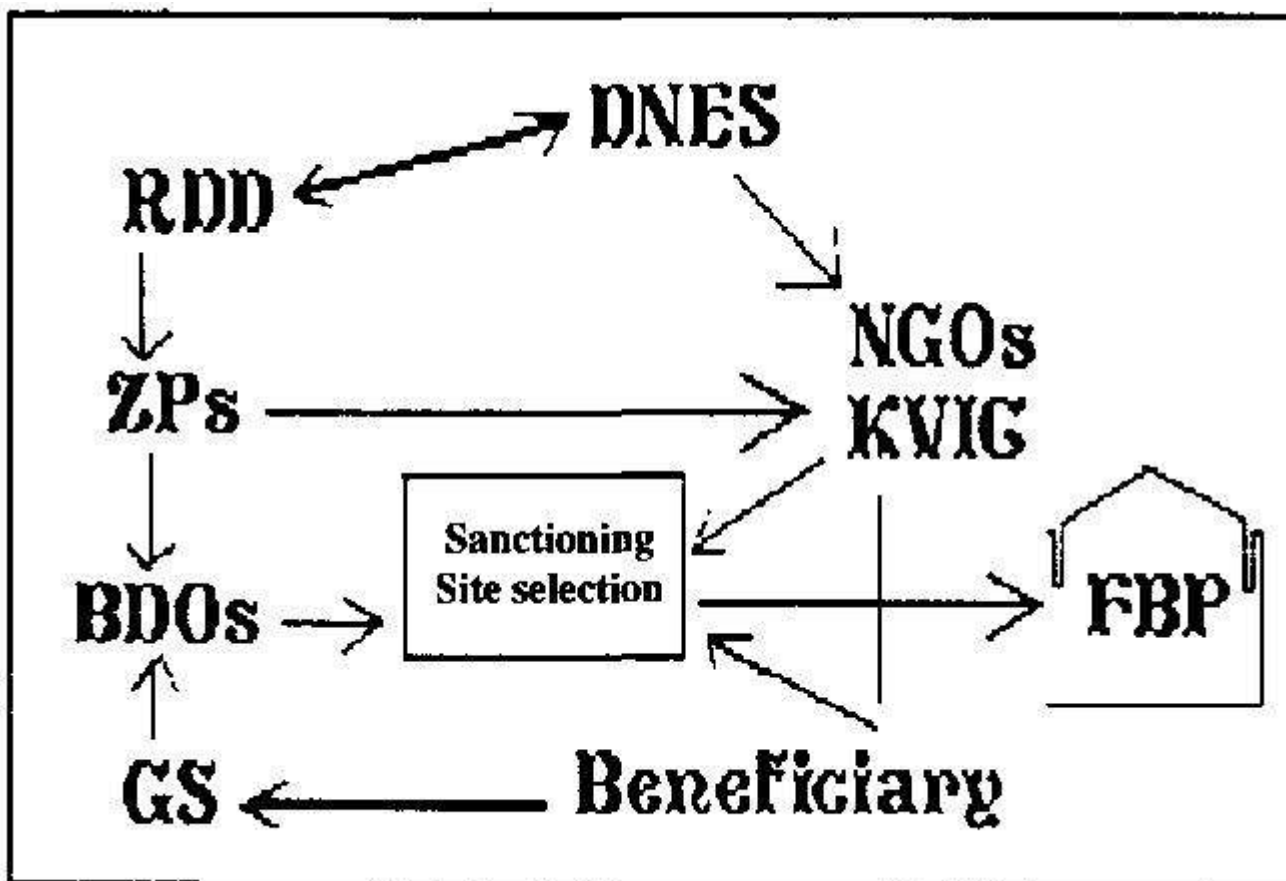 DNES
RDD
NGOs
ZPs
KVIG
Sanctioning
Site selection
BDOs
FBP
GS
Beneficiary